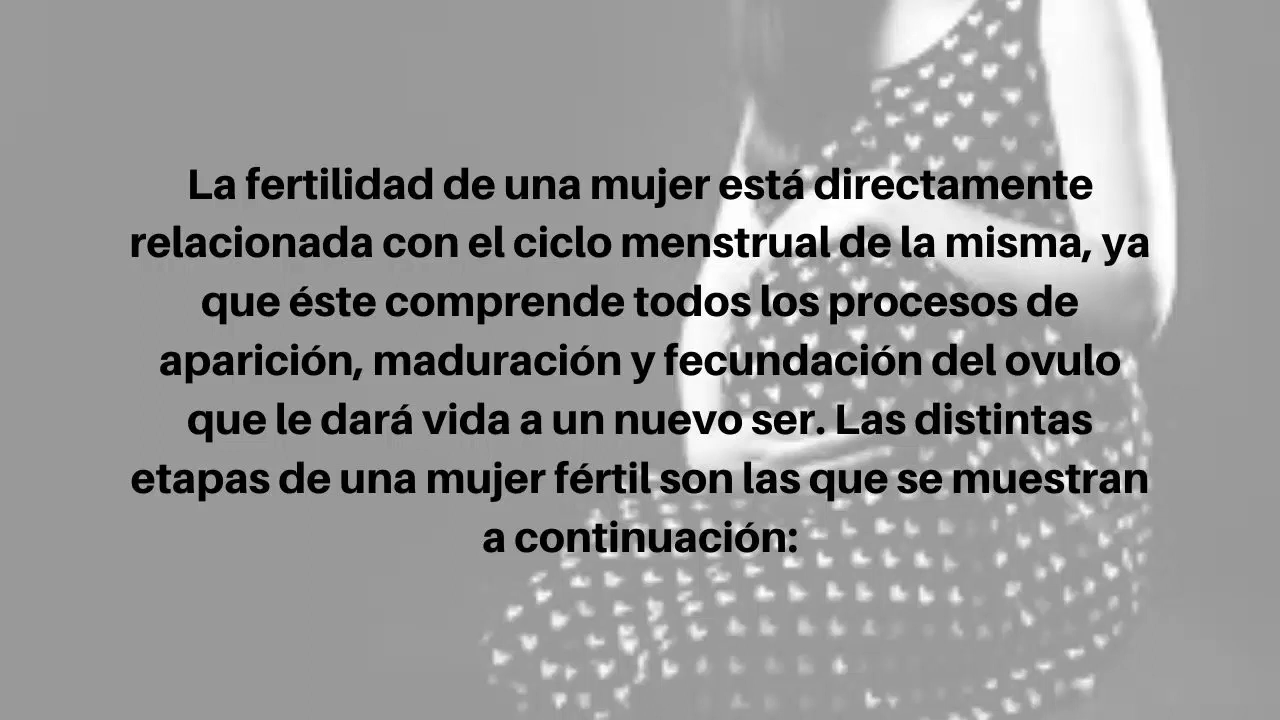 La fertilidad de una mujer está directamente
relacionada con el ciclo menstrual de la misma, ya
que éste comprende todos los procesos de
aparición, maduración y fecundación del ovulo
que le dará vida a un nuevo ser. Las distintas
etapas de una mujer fértil son las que se muestran
a continuación: